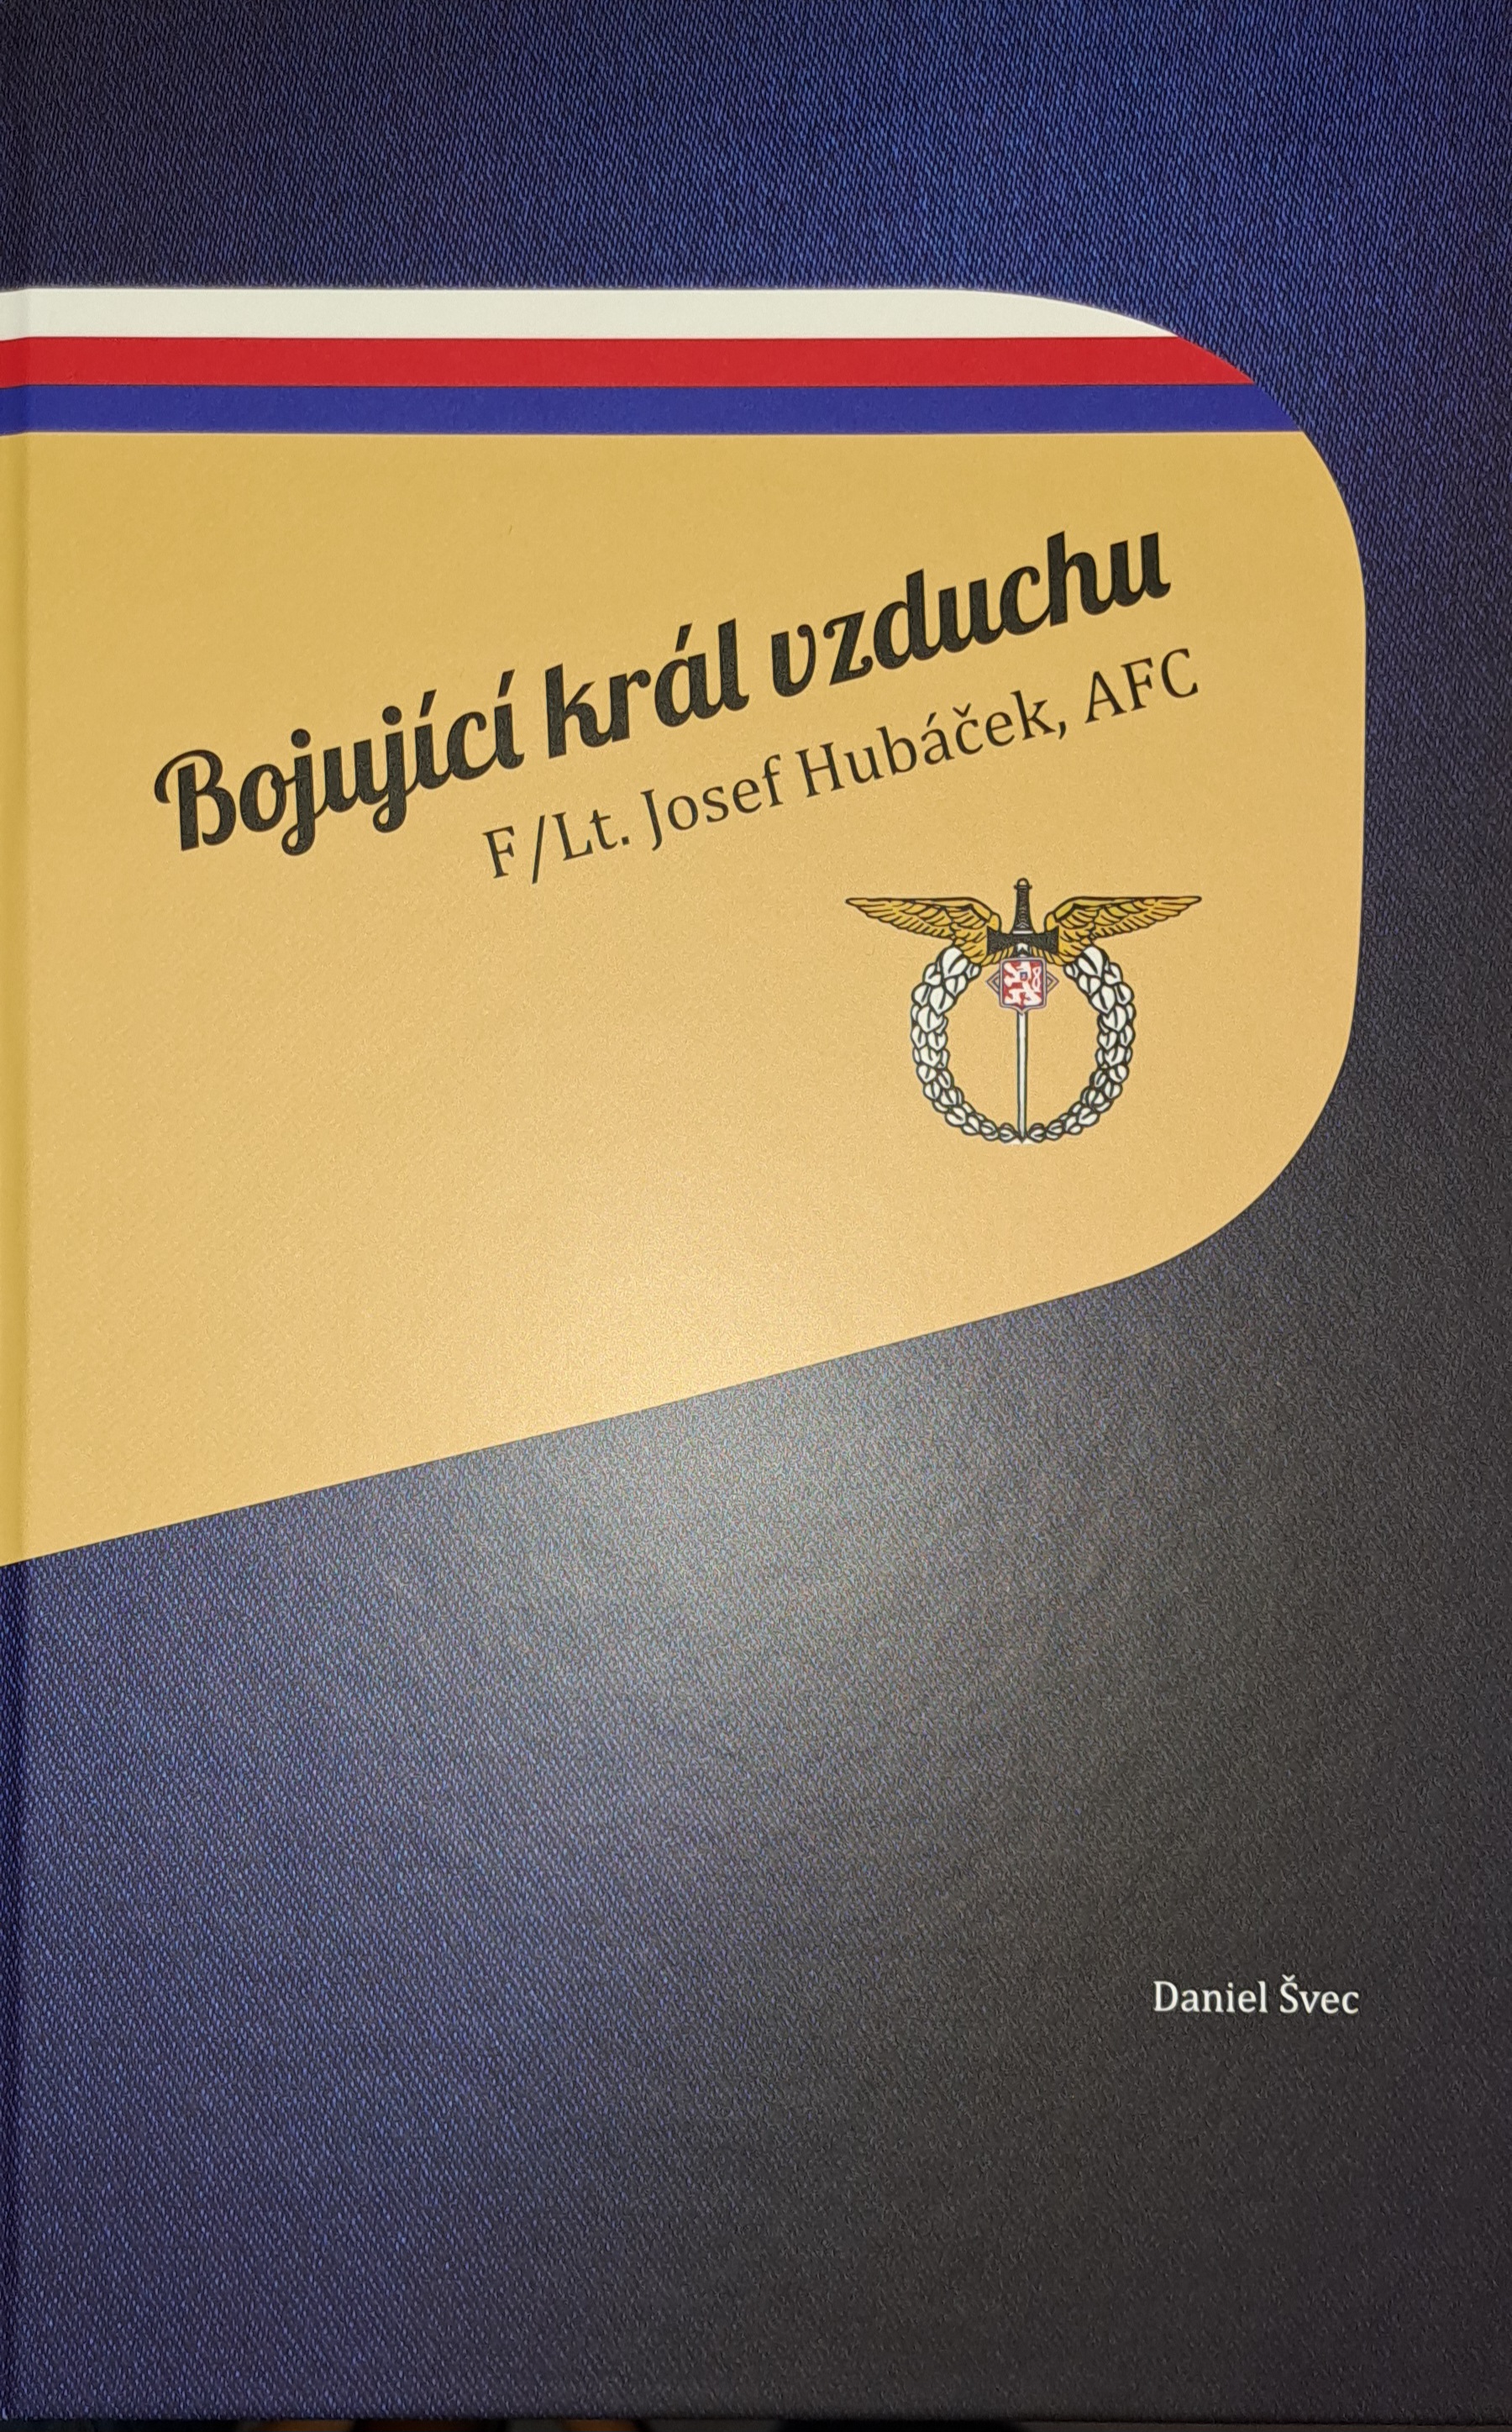 Bojující král vzduchu
F/Lt. Josef Hubáček, AFC
Daniel Švec